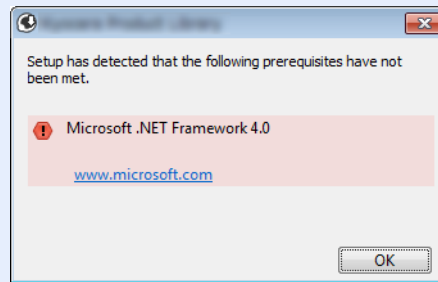 Setup has detected that the following prerequisites have not
been met.
Microsoft .NET Framework 4.0
www.microsoft.com
OK